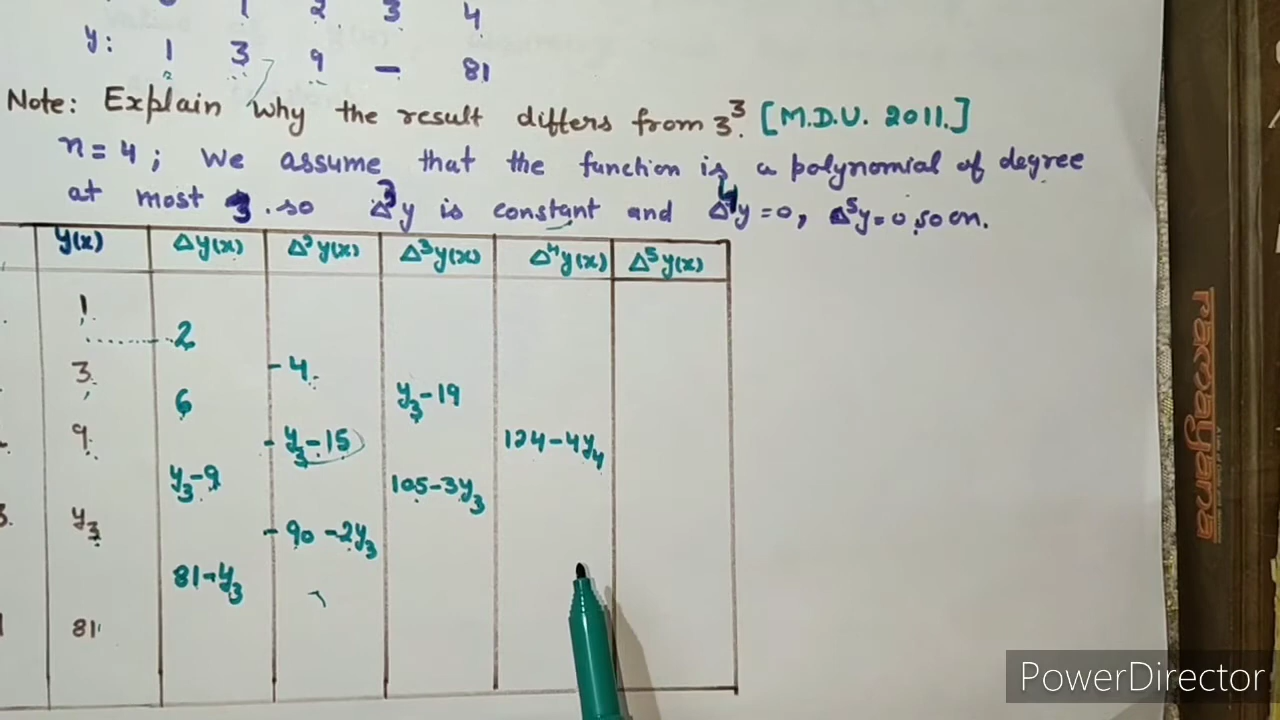 1 2 3 4
y: 1 3 9 – 81
Note: Explain why the result differs from 3³. [M.D.U. 2011.]
n = 4 ; We assume that the function is a polynomial of degree
at most 3. so Δ³y is constant and Δ⁴y = 0, Δ⁵y = 0 so on.
y(x) Δy(x) Δ²y(x) Δ³y(x) Δ⁴y(x) Δ⁵y(x)
1
2
3 4
6 y₃-19
9 y₃-15 124-4y₄
y₃-9 105-3y₃
3. y₃ 90-2y₃
81-y₃
81
parayana
PowerDirector